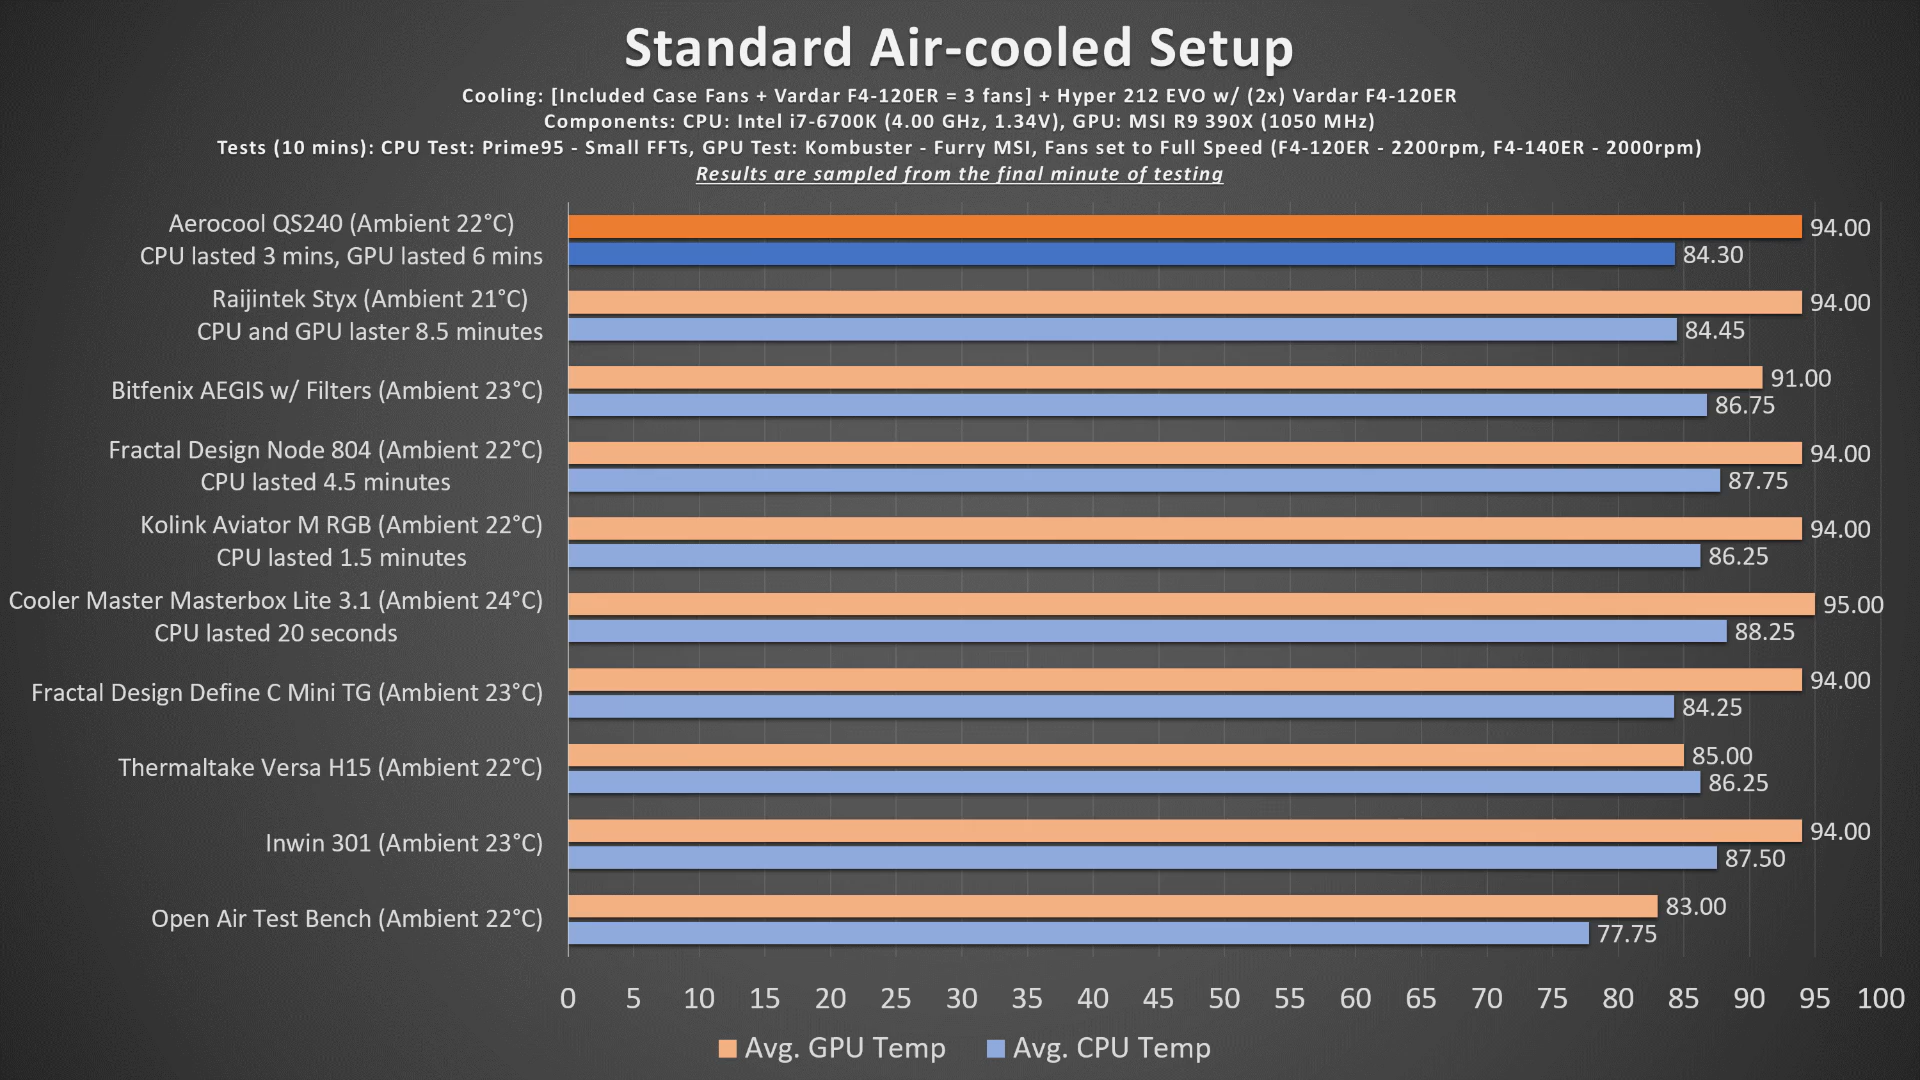 Standard Air-cooled Setup
Cooling: [Included Case Fans + Vardar F4-120ER = 3 fans] + Hyper 212 EVO w/ (2x) Vardar F4-120ER
Components: CPU: Intel i7-6700K (4.00 GHz, 1.34V), GPU: MSI R9 390X (1050 MHz)
Tests (10 mins): CPU Test: Prime95 - Small FFTs, GPU Test: Kombuster - Furry MSI, Fans set to Full Speed (F4-120ER - 2200rpm, F4-140ER - 2000rpm)
Results are sampled from the final minute of testing
Aerocool QS240 (Ambient 22°C)
CPU lasted 3 mins, GPU lasted 6 mins
94.00
84.30
Raijintek Styx (Ambient 21°C)
CPU and GPU laster 8.5 minutes
94.00
84.45
Bitfenix AEGIS w/ Filters (Ambient 23°C)
91.00
86.75
Fractal Design Node 804 (Ambient 22°C)
CPU lasted 4.5 minutes
94.00
87.75
Kolink Aviator M RGB (Ambient 22°C)
CPU lasted 1.5 minutes
94.00
86.25
Cooler Master Masterbox Lite 3.1 (Ambient 24°C)
CPU lasted 20 seconds
95.00
88.25
Fractal Design Define C Mini TG (Ambient 23°C)
94.00
84.25
Thermaltake Versa H15 (Ambient 22°C)
85.00
86.25
Inwin 301 (Ambient 23°C)
94.00
87.50
Open Air Test Bench (Ambient 22°C)
83.00
77.75
0 5 10 15 20 25 30 35 40 45 50 55 60 65 70 75 80 85 90 95 100
Avg. GPU Temp Avg. CPU Temp